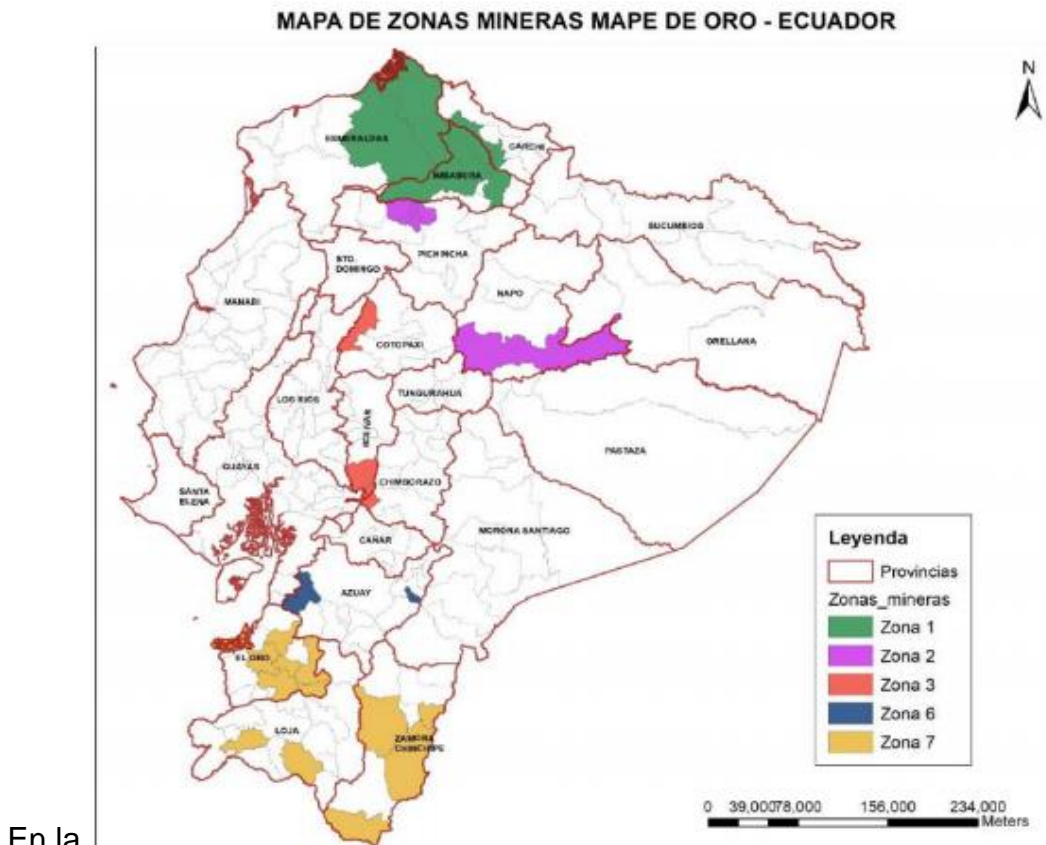 MAPA DE ZONAS MINERAS MAPE DE ORO - ECUADOR
N
ESMERALDAS
CARCHI
IMBABURA
SUCUMBIOS
PICHINCHA
STO.
DOMINGO
NAPO
MANABI
ORELLANA
COTOPAXI
LOS RIOS
TUNGURAHUA
BOLIVAR
PASTAZA
GUAYAS
CHIMBORAZO
SANTA
ELENA
MORONA SANTIAGO
CAÑAR
AZUAY
EL ORO
LOJA
ZAMORA
CHINCHIPE
Leyenda
Provincias
Zonas_mineras
Zona 1
Zona 2
Zona 3
Zona 6
Zona 7
0 39,00078,000 156,000 234,000
Meters
En la